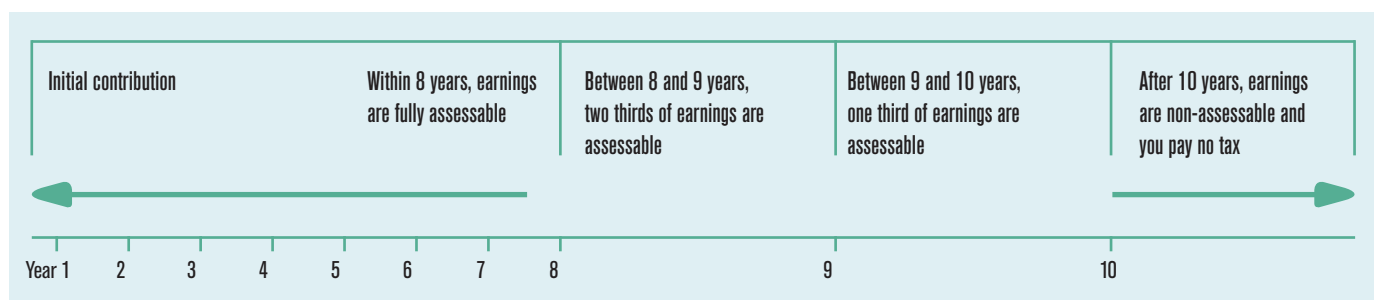 Initial contribution
Within 8 years, earnings
are fully assessable
Between 8 and 9 years,
two thirds of earnings are
assessable
Between 9 and 10 years,
one third of earnings are
assessable
After 10 years, earnings
are non-assessable and
you pay no tax
Year 1 2 3 4 5 6 7 8 9 10